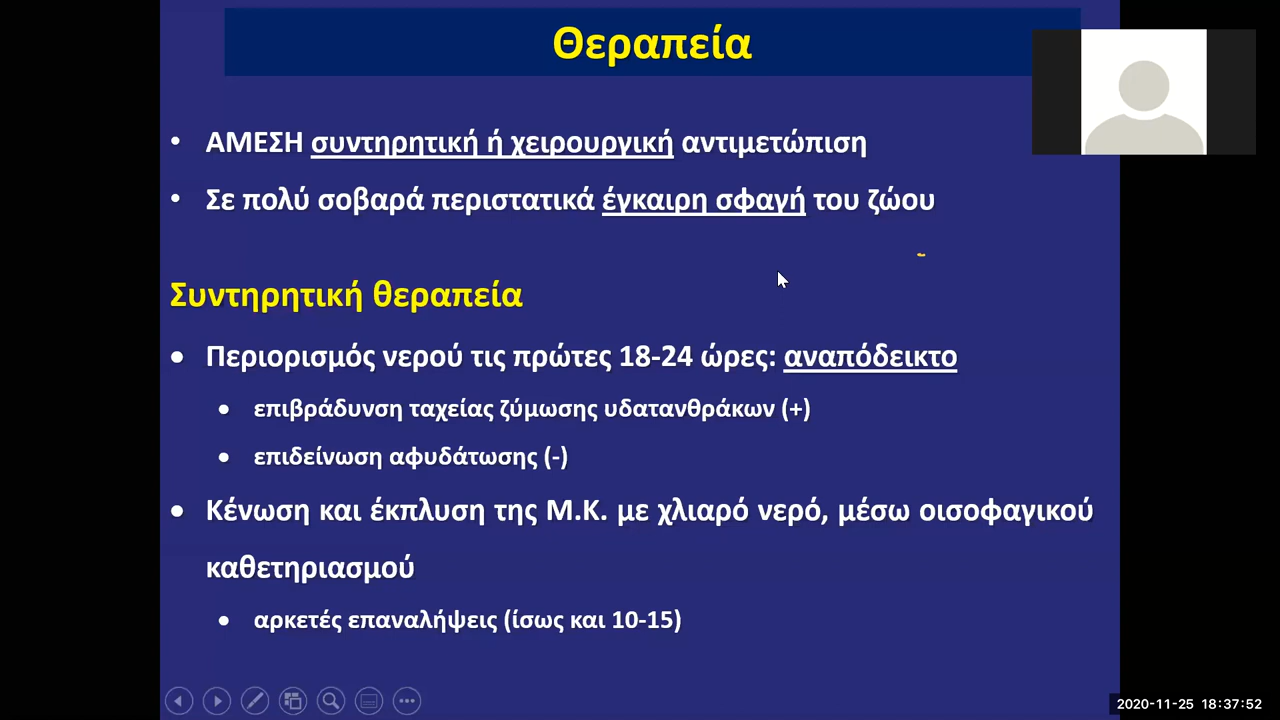 Θεραπεία
• ΑΜΕΣΗ συντηρητική ή χειρουργική αντιμετώπιση
• Σε πολύ σοβαρά περιστατικά έγκαιρη σφαγή του ζώου
Συντηρητική θεραπεία
• Περιορισμός νερού τις πρώτες 18-24 ώρες: αναπόδεικτο
• επιβράδυνση ταχείας ζύμωσης υδατανθράκων (+)
• επιδείνωση αφυδάτωσης (-)
• Κένωση και έκπλυση της Μ.Κ. με χλιαρό νερό, μέσω οισοφαγικού
καθετηριασμού
• αρκετές επαναλήψεις (ίσως και 10-15)
2020-11-25 18:37:52